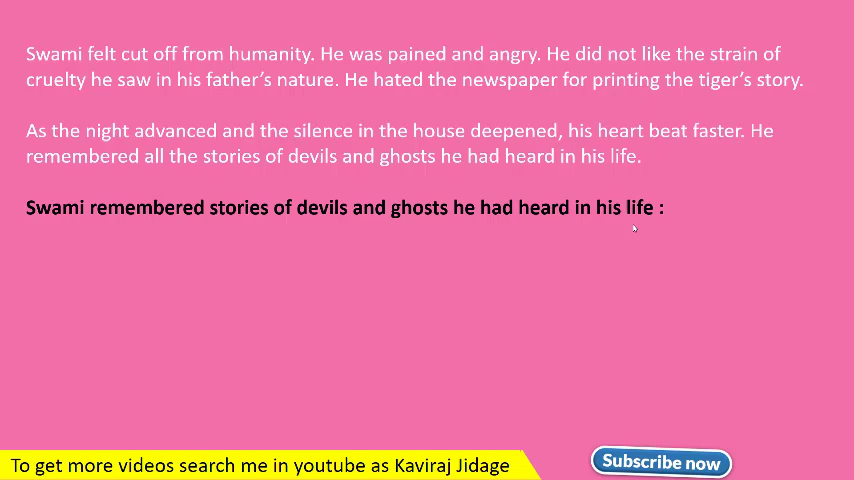 Swami felt cut off from humanity. He was pained and angry. He did not like the strain of
cruelty he saw in his father’s nature. He hated the newspaper for printing the tiger’s story.
As the night advanced and the silence in the house deepened, his heart beat faster. He
remembered all the stories of devils and ghosts he had heard in his life.
Swami remembered stories of devils and ghosts he had heard in his life :
To get more videos search me in youtube as Kaviraj Jidage
Subscribe now